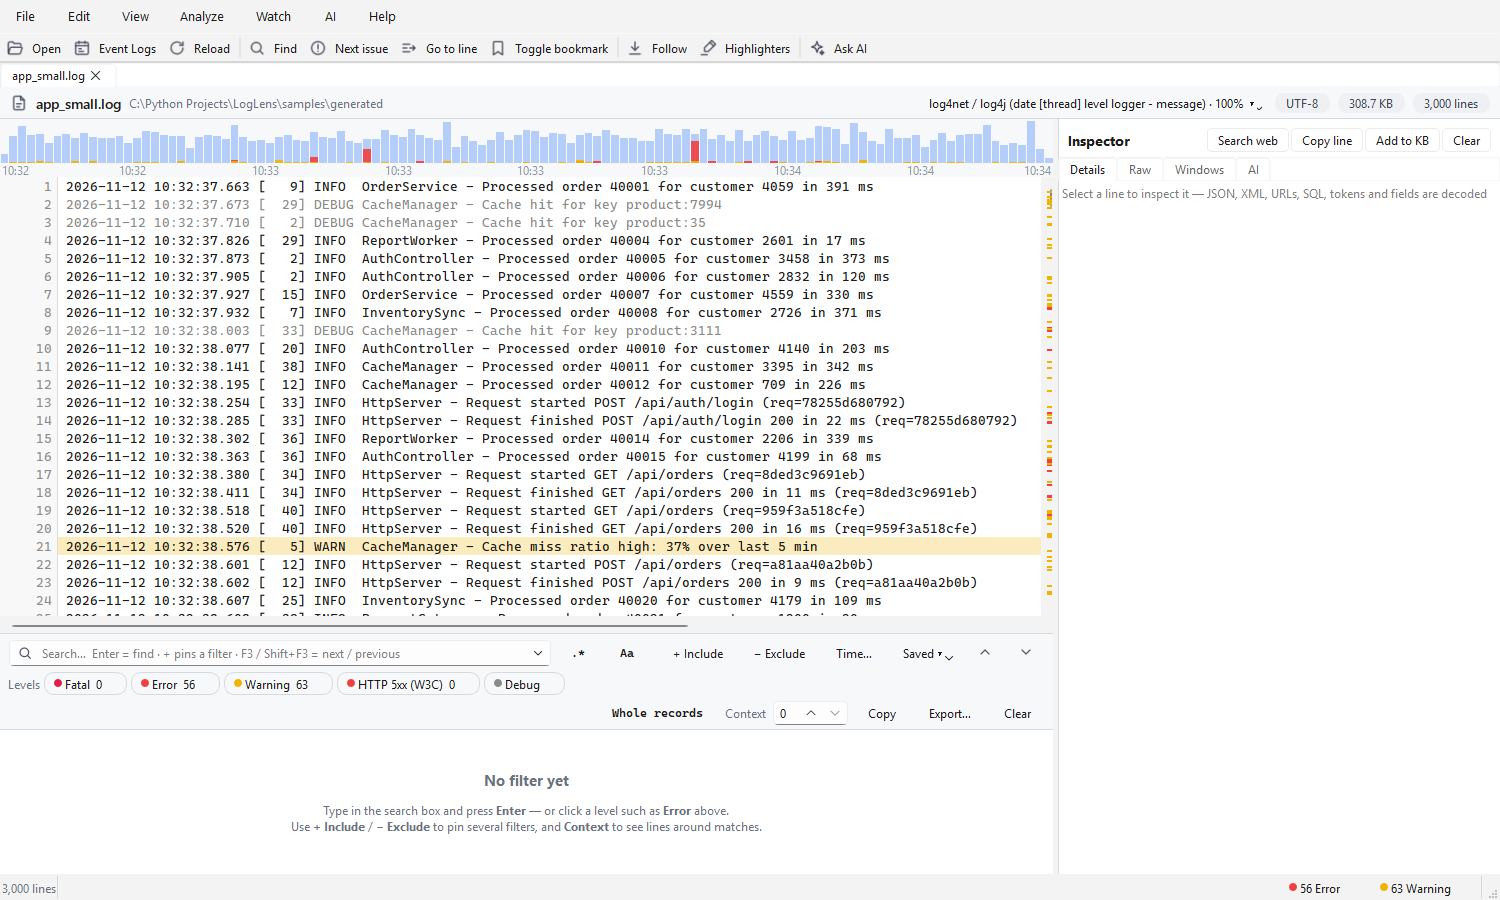 File Edit View Analyze Watch AI Help
Open Event Logs Reload Find Next issue Go to line Toggle bookmark Follow Highlighters Ask AI
app_small.log
app_small.log C:\Python Projects\LogLens\samples\generated log4net / log4j (date [thread] level logger - message) · 100% UTF-8 308.7 KB 3,000 lines
10:32 10:32 10:33 10:33 10:33 10:33 10:34 10:34 10:34
1 2026-11-12 10:32:37.663 [ 9] INFO OrderService - Processed order 40001 for customer 4059 in 391 ms
2 2026-11-12 10:32:37.673 [ 29] DEBUG CacheManager - Cache hit for key product:7994
3 2026-11-12 10:32:37.710 [ 2] DEBUG CacheManager - Cache hit for key product:35
4 2026-11-12 10:32:37.826 [ 29] INFO ReportWorker - Processed order 40004 for customer 2601 in 17 ms
5 2026-11-12 10:32:37.873 [ 2] INFO AuthController - Processed order 40005 for customer 3458 in 373 ms
6 2026-11-12 10:32:37.905 [ 2] INFO AuthController - Processed order 40006 for customer 2832 in 120 ms
7 2026-11-12 10:32:37.927 [ 15] INFO OrderService - Processed order 40007 for customer 4559 in 330 ms
8 2026-11-12 10:32:37.932 [ 7] INFO InventorySync - Processed order 40008 for customer 2726 in 371 ms
9 2026-11-12 10:32:38.003 [ 33] DEBUG CacheManager - Cache hit for key product:3111
10 2026-11-12 10:32:38.077 [ 20] INFO AuthController - Processed order 40010 for customer 4140 in 203 ms
11 2026-11-12 10:32:38.141 [ 38] INFO CacheManager - Processed order 40011 for customer 3395 in 342 ms
12 2026-11-12 10:32:38.195 [ 12] INFO CacheManager - Processed order 40012 for customer 709 in 226 ms
13 2026-11-12 10:32:38.254 [ 33] INFO HttpServer - Request started POST /api/auth/login (req=78255d680792)
14 2026-11-12 10:32:38.285 [ 33] INFO HttpServer - Request finished POST /api/auth/login 200 in 22 ms (req=78255d680792)
15 2026-11-12 10:32:38.302 [ 36] INFO ReportWorker - Processed order 40014 for customer 2206 in 339 ms
16 2026-11-12 10:32:38.363 [ 36] INFO AuthController - Processed order 40015 for customer 4199 in 68 ms
17 2026-11-12 10:32:38.380 [ 34] INFO HttpServer - Request started GET /api/orders (req=8ded3c9691eb)
18 2026-11-12 10:32:38.411 [ 34] INFO HttpServer - Request finished GET /api/orders 200 in 11 ms (req=8ded3c9691eb)
19 2026-11-12 10:32:38.518 [ 40] INFO HttpServer - Request started GET /api/orders (req=959f3a518cfe)
20 2026-11-12 10:32:38.520 [ 40] INFO HttpServer - Request finished GET /api/orders 200 in 16 ms (req=959f3a518cfe)
21 2026-11-12 10:32:38.576 [ 5] WARN CacheManager - Cache miss ratio high: 37% over last 5 min
22 2026-11-12 10:32:38.601 [ 12] INFO HttpServer - Request started POST /api/orders (req=a81aa40a2b0b)
23 2026-11-12 10:32:38.602 [ 12] INFO HttpServer - Request finished POST /api/orders 200 in 9 ms (req=a81aa40a2b0b)
24 2026-11-12 10:32:38.607 [ 25] INFO InventorySync - Processed order 40020 for customer 4179 in 109 ms
Inspector Search web Copy line Add to KB Clear
Details Raw Windows AI
Select a line to inspect it — JSON, XML, URLs, SQL, tokens and fields are decoded
Search... Enter = find · + pins a filter · F3 / Shift+F3 = next / previous .* Aa + Include − Exclude Time... Saved
Levels Fatal 0 Error 56 Warning 63 HTTP 5xx (W3C) 0 Debug
Whole records Context 0 Copy Export... Clear
No filter yet
Type in the search box and press Enter — or click a level such as Error above.
Use + Include / − Exclude to pin several filters, and Context to see lines around matches.
3,000 lines 56 Error 63 Warning